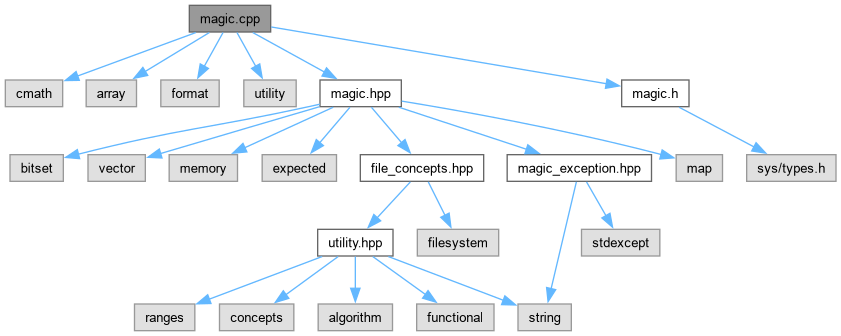 magic.cpp
cmath
array
format
utility
magic.hpp
magic.h
bitset
vector
memory
expected
file_concepts.hpp
magic_exception.hpp
map
sys/types.h
utility.hpp
filesystem
stdexcept
ranges
concepts
algorithm
functional
string